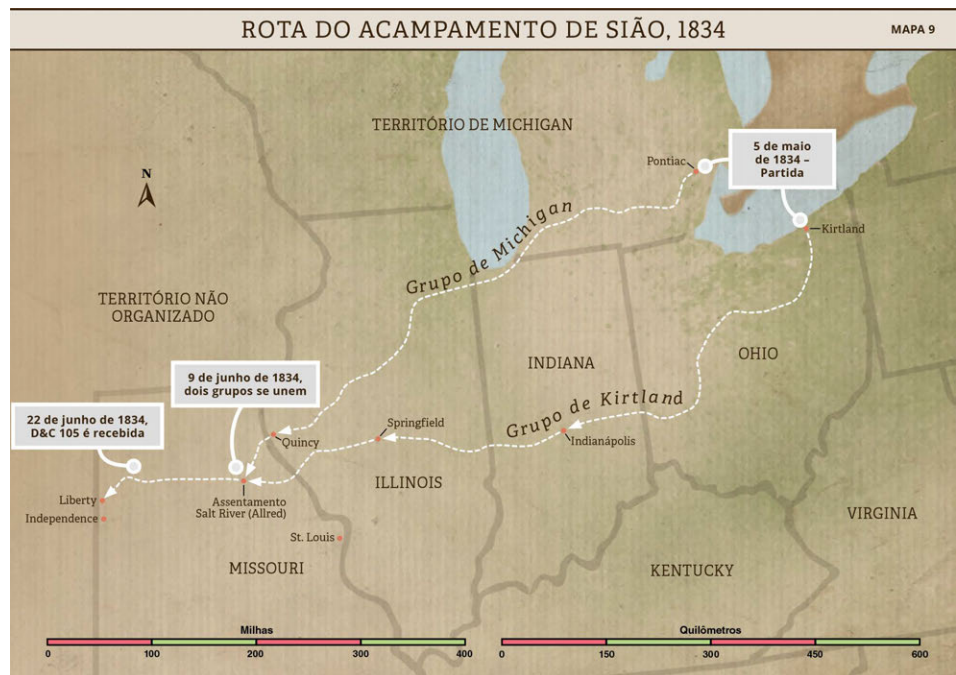 ROTA DO ACAMPAMENTO DE SIÃO, 1834
MAPA 9
TERRITÓRIO DE MICHIGAN
5 de maio
de 1834 –
Partida
Pontiac
N
Kirtland
Grupo de Michigan
TERRITÓRIO NÃO
ORGANIZADO
INDIANA
OHIO
9 de junho de 1834,
dois grupos se unem
22 de junho de 1834,
D&C 105 é recebida
Grupo de Kirtland
Springfield
Quincy
Indianápolis
ILLINOIS
Liberty
Assentamento
Salt River (Allred)
Independence
VIRGINIA
St. Louis
MISSOURI
KENTUCKY
Milhas
0 100 200 300 400
Quilômetros
0 150 300 450 600